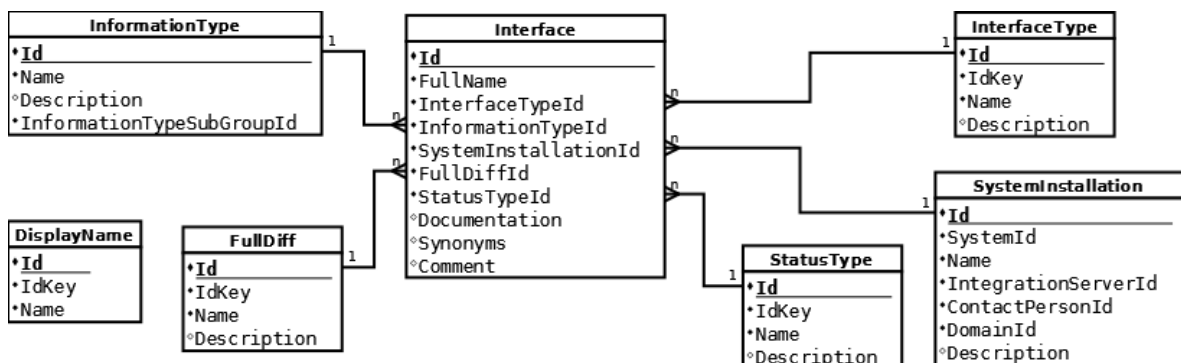 InformationType
Id
Name
Description
InformationTypeSubGroupId
1
n
Interface
Id
FullName
InterfaceTypeId
InformationTypeId
SystemInstallationId
FullDiffId
StatusTypeId
Documentation
Synonyms
Comment
n
n
n
n
1
InterfaceType
Id
IdKey
Name
Description
1
SystemInstallation
Id
SystemId
Name
IntegrationServerId
ContactPersonId
DomainId
Description
DisplayName
Id
IdKey
Name
FullDiff
Id
IdKey
Name
Description
1
1
StatusType
Id
IdKey
Name
Description